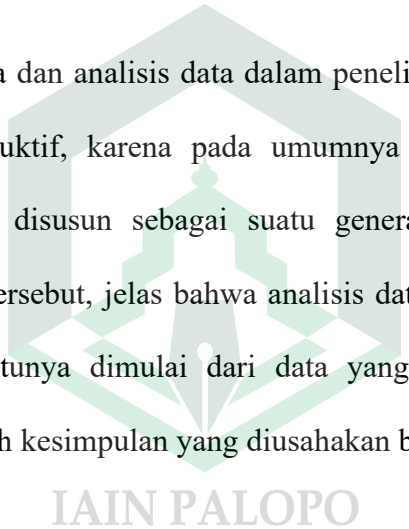 a dan analisis data dalam peneli
uktif, karena pada umumnya
disusun sebagai suatu genera
ersebut, jelas bahwa analisis dat
tunya dimulai dari data yang
h kesimpulan yang diusahakan b
IAIN PALOPO